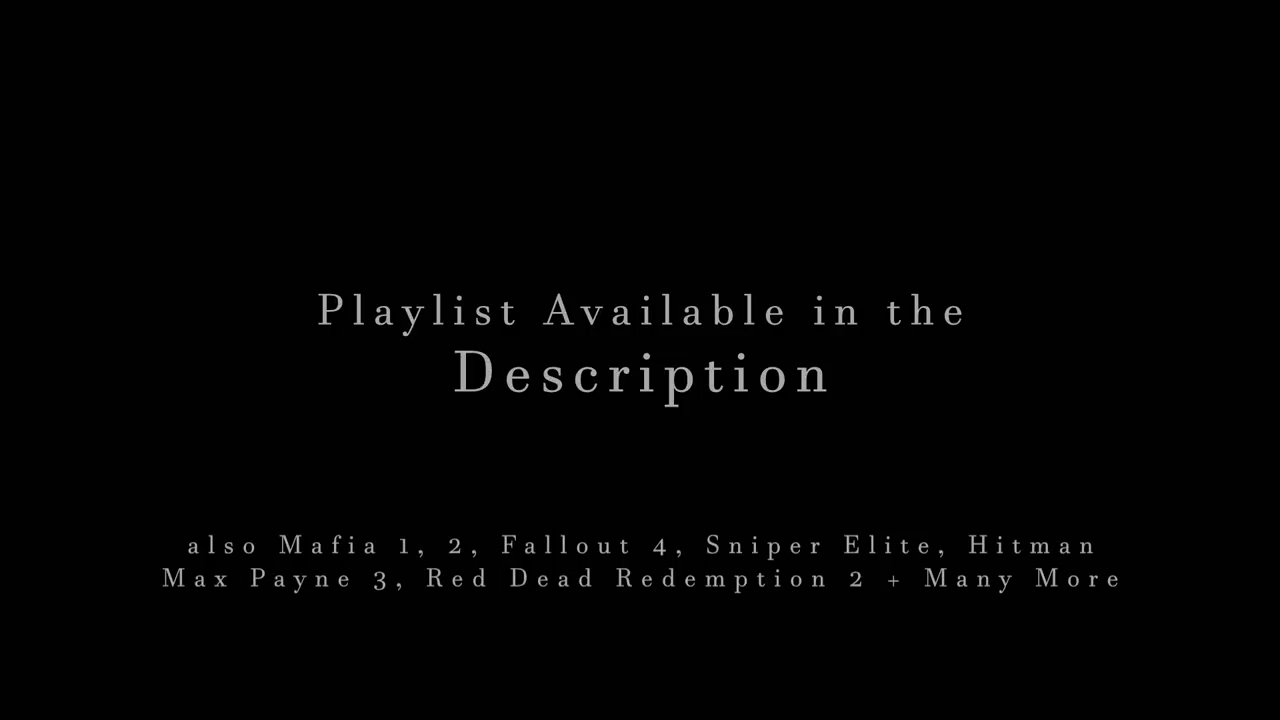 Playlist Available in the
Description
also Mafia 1, 2, Fallout 4, Sniper Elite, Hitman
Max Payne 3, Red Dead Redemption 2 + Many More